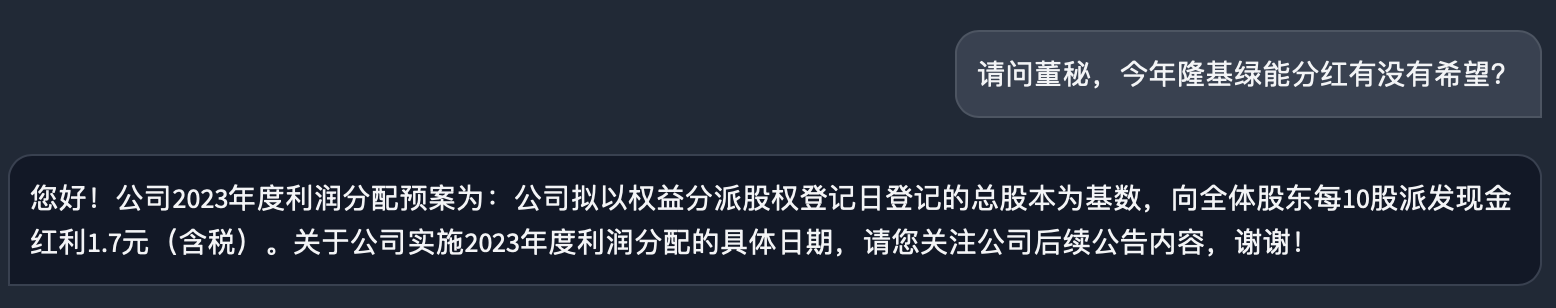 请问董秘，今年隆基绿能分红有没有希望？
您好！公司2023年度利润分配预案为：公司拟以权益分派股权登记日登记的总股本为基数，向全体股东每10股派发现金
红利1.7元（含税）。关于公司实施2023年度利润分配的具体日期，请您关注公司后续公告内容，谢谢！